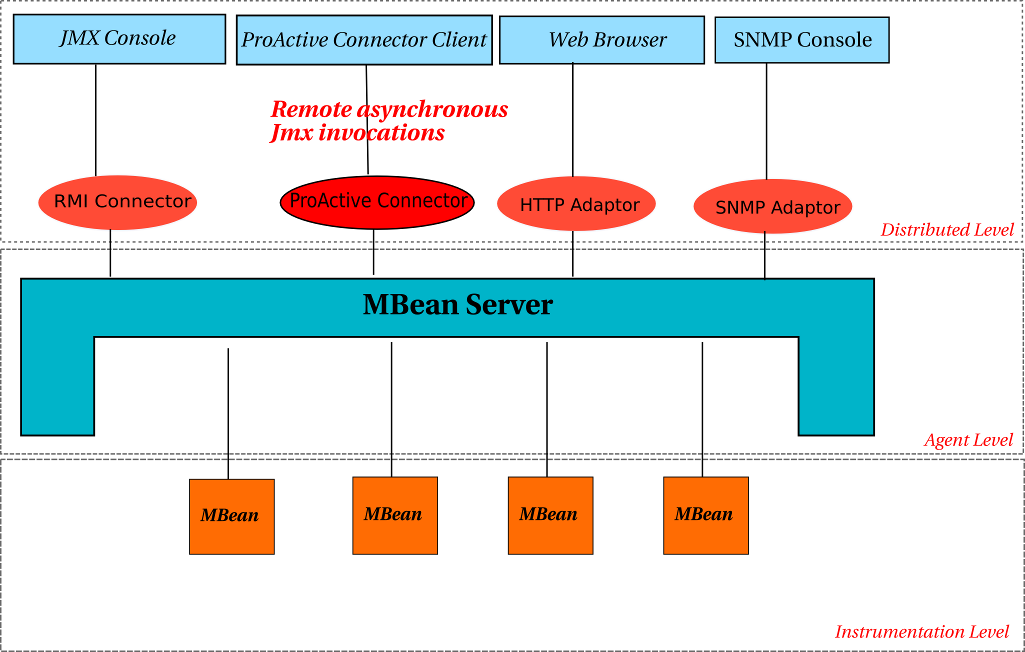 JMX Console
ProActive Connector Client
Web Browser
SNMP Console
Remote asynchronous
Jmx invocations
RMI Connector
ProActive Connector
HTTP Adaptor
SNMP Adaptor
Distributed Level
MBean Server
Agent Level
MBean
MBean
MBean
MBean
Instrumentation Level